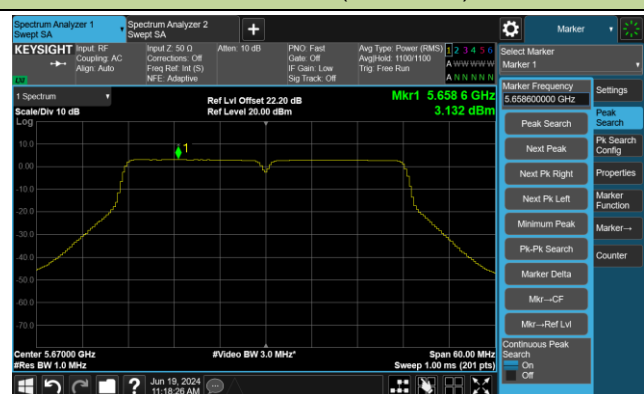 Spectrum Analyzer 1
Swept SA
Spectrum Analyzer 2
Swept SA
+
Marker
KEYSIGHT
Input: RF
Coupling: AC
Align: Auto
Input Z: 50 Ω
Corrections: Off
Freq Ref: Int (S)
NFE: Adaptive
Atten: 10 dB
PNO: Fast
Gate: Off
IF Gain: Low
Sig Track: Off
Avg Type: Power (RMS)
Avg|Hold: 1100/1100
Trig: Free Run
1 2 3 4 5 6
A W W W W W
A N N N N N
LW
Select Marker
Marker 1
1 Spectrum
Scale/Div 10 dB
Log
Ref Lvl Offset 22.20 dB
Ref Level 20.00 dBm
Mkr1 5.658 6 GHz
3.132 dBm
1
10.0
0.00
-10.0
-20.0
-30.0
-40.0
-50.0
-60.0
-70.0
Center 5.67000 GHz
#Res BW 1.0 MHz
#Video BW 3.0 MHz*
Span 60.00 MHz
Sweep 1.00 ms (201 pts)
Marker Frequency
5.658600000 GHz
Peak Search
Next Peak
Next Pk Right
Next Pk Left
Minimum Peak
Pk-Pk Search
Marker Delta
Mkr→CF
Mkr→Ref Lvl
Continuous Peak
Search
On
Off
Settings
Peak
Search
Pk Search
Config
Properties
Marker
Function
Marker→
Counter
?
Jun 19, 2024
11:18:26 AM